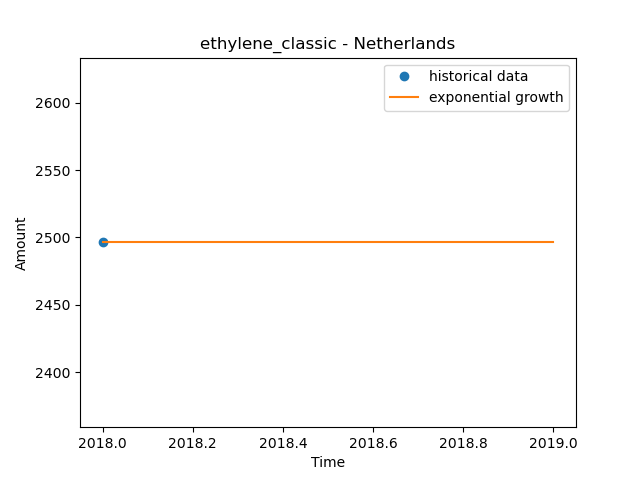 ethylene_classic - Netherlands
historical data
exponential growth
Amount
2600
2550
2500
2450
2400
2018.0 2018.2 2018.4 2018.6 2018.8 2019.0
Time